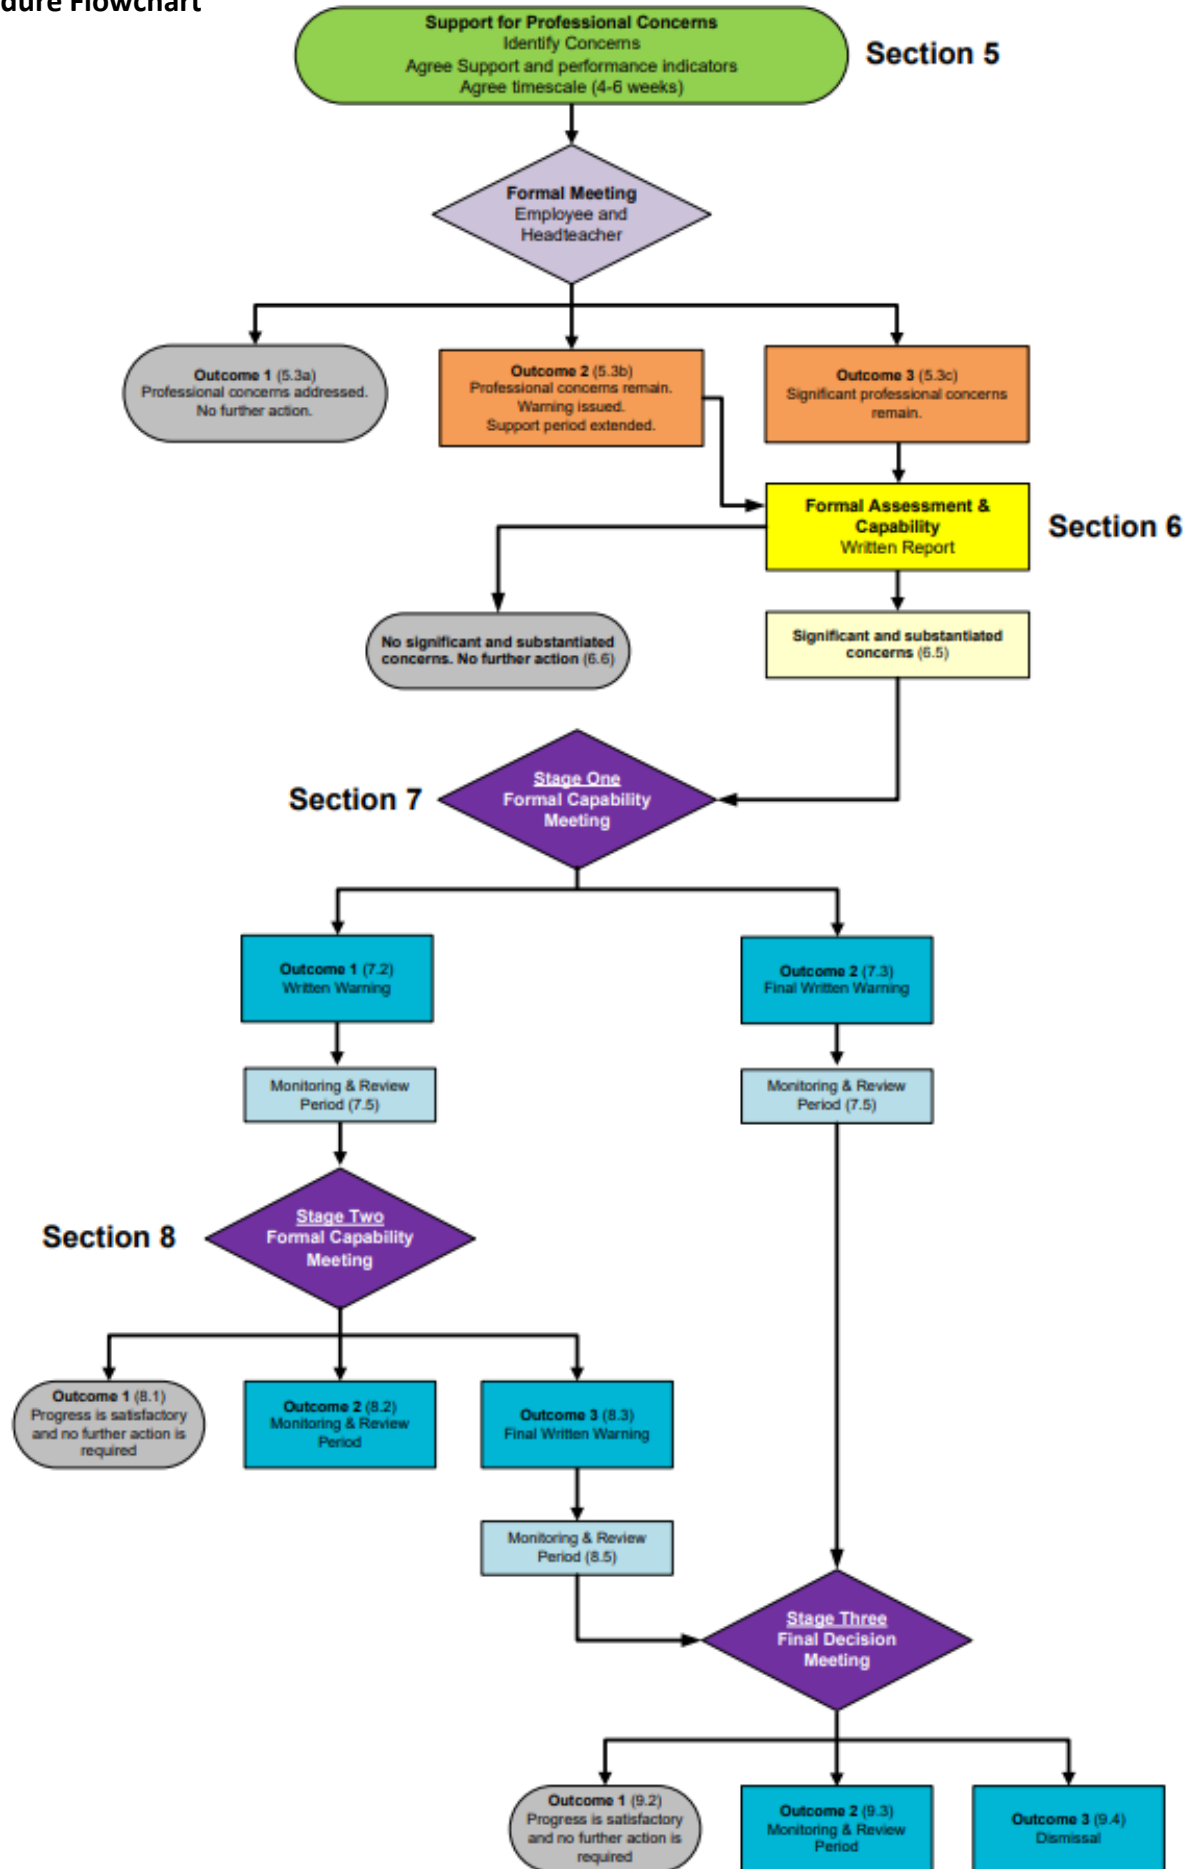 dure Flowchart
Support for Professional Concerns
Identify Concerns
Agree Support and performance indicators
Agree timescale (4-6 weeks)
Section 5
Formal Meeting
Employee and
Headteacher
Outcome 1 (5.3a)
Professional concerns addressed.
No further action.
Outcome 2 (5.3b)
Professional concerns remain.
Warning issued.
Support period extended.
Outcome 3 (5.3c)
Significant professional concerns
remain.
Formal Assessment &
Capability
Written Report
Section 6
No significant and substantiated
concerns. No further action (6.6)
Significant and substantiated
concerns (6.5)
Section 7
Stage One
Formal Capability
Meeting
Outcome 1 (7.2)
Written Warning
Outcome 2 (7.3)
Final Written Warning
Monitoring & Review
Period (7.5)
Monitoring & Review
Period (7.5)
Section 8
Stage Two
Formal Capability
Meeting
Outcome 1 (8.1)
Progress is satisfactory
and no further action is
required
Outcome 2 (8.2)
Monitoring & Review
Period
Outcome 3 (8.3)
Final Written Warning
Monitoring & Review
Period (8.5)
Stage Three
Final Decision
Meeting
Outcome 1 (9.2)
Progress is satisfactory
and no further action is
required
Outcome 2 (9.3)
Monitoring & Review
Period
Outcome 3 (9.4)
Dismissal